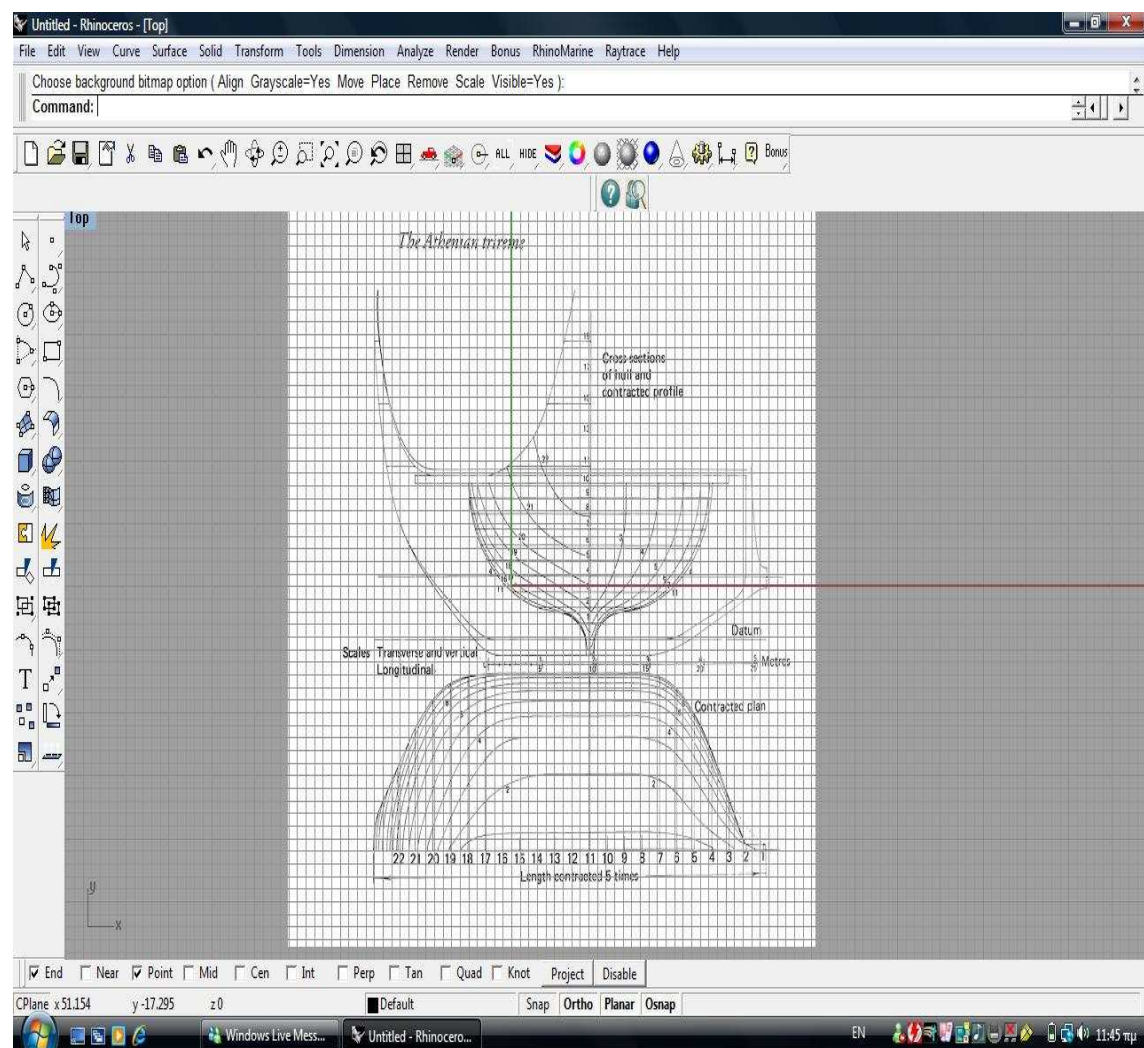 Untitled - Rhinoceros - [Top]
File Edit View Curve Surface Solid Transform Tools Dimension Analyze Render Bonus RhinoMarine Raytrace Help
Choose background bitmap option ( Align Grayscale=Yes Move Place Remove Scale Visible=Yes ):
Command:
ALL HIDE Bonus
Top
The Athenian trireme
Cross-sections
of hull and
contracted profile
Datum
Scales Transverse and vertical
Longitudinal
Metres
Contracted plan
22 21 20 19 18 17 16 15 14 13 12 11 10 9 8 7 6 5 4 3 2 1
Length contracted 5 times
y
x
End Near Point Mid Cen Int Perp Tan Quad Knot Project Disable
CPlane x 51.154 y -17.295 z 0 Default Snap Ortho Planar Osnap
Windows Live Mess... Untitled - Rhinocero... EN 11:45 πμ